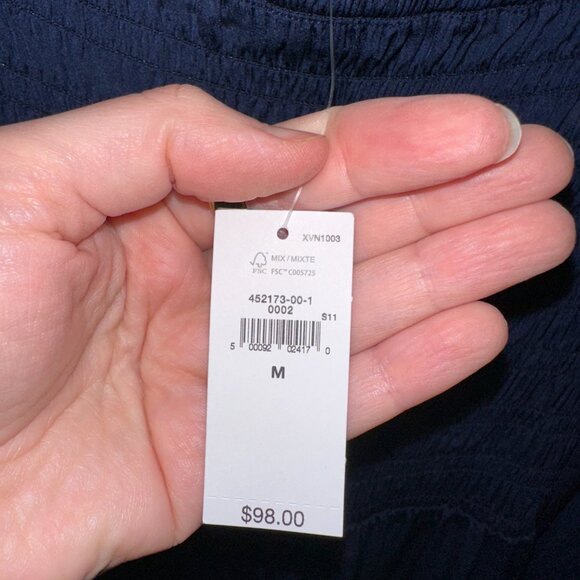 XVN1003
MIX / MIXTE
FSC FSC™ C005725
452173-00-1
0002
S11
5 00092 02417 0
M
$98.00